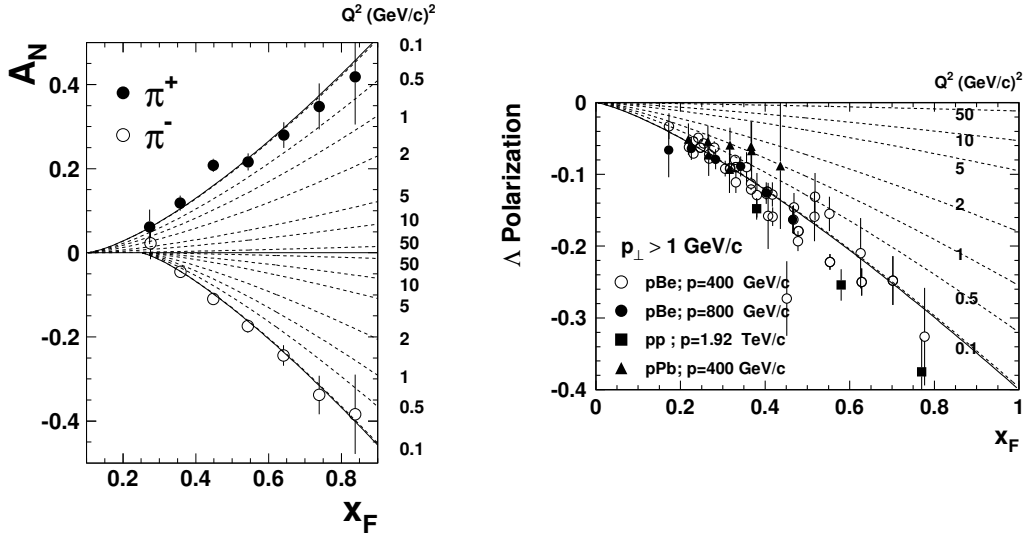 Q² (GeV/c)²
A_N
0.4
0.2
0
-0.2
-0.4
π⁺
π⁻
0.1
0.5
1
2
5
10
50
50
10
5
2
1
0.5
0.1
0.2 0.4 0.6 0.8
x_F
Q² (GeV/c)²
Λ Polarization
0
-0.1
-0.2
-0.3
-0.4
50
10
5
2
1
0.5
0.1
p⊥ > 1 GeV/c
pBe; p=400 GeV/c
pBe; p=800 GeV/c
pp ; p=1.92 TeV/c
pPb; p=400 GeV/c
0 0.2 0.4 0.6 0.8 1
x_F